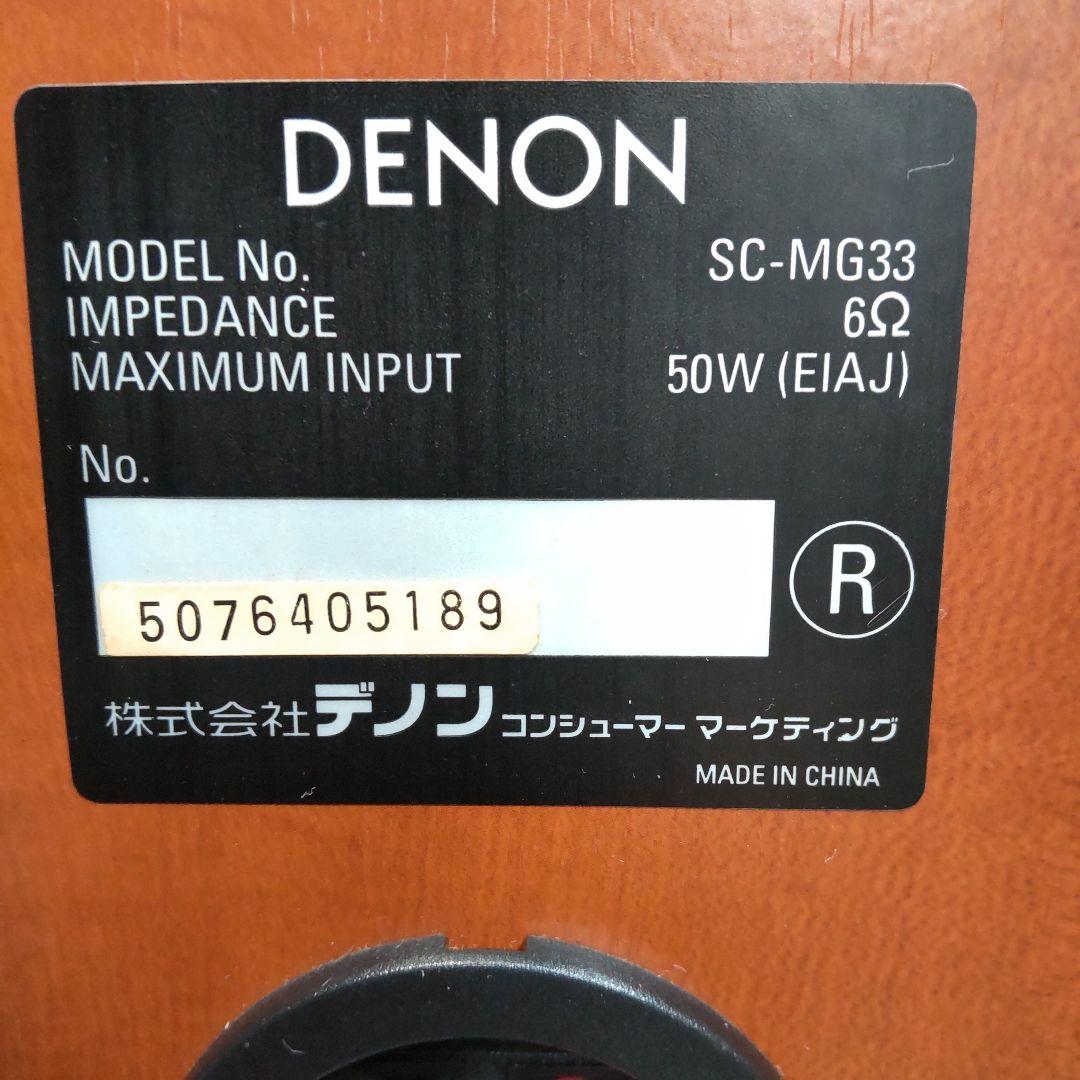 DENON
MODEL No. SC-MG33
IMPEDANCE 6Ω
MAXIMUM INPUT 50W (EIAJ)
No.
5076405189
R
株式会社デノン コンシューマー マーケティング
MADE IN CHINA